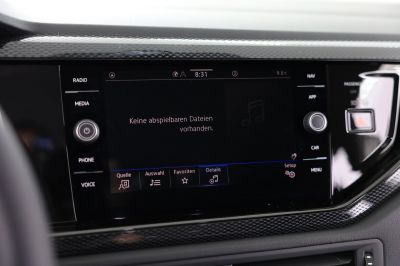 RADIO
8:31
NAV
MEDIA
APP
Keine abspielbaren Dateien
vorhanden.
PHONE
CAR
VOICE
MENU
Quelle Auswahl Favoriten Details Setup
PASSENGER